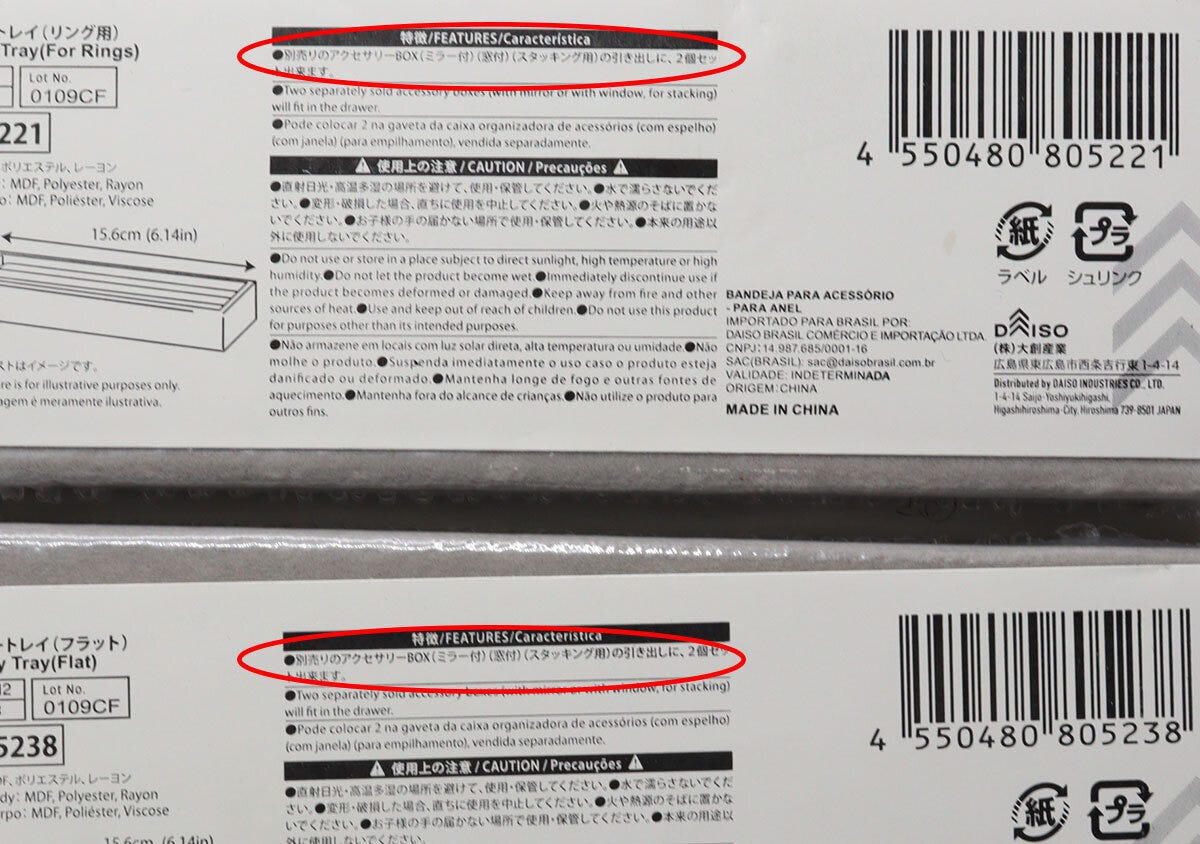 トレイ（リング用）
Tray(For Rings)
Lot No.
0109CF
221
ポリエステル、レーヨン
: MDF, Polyester, Rayon
o: MDF, Poliéster, Viscose
15.6cm (6.14in)
ストはイメージです。
re is for illustrative purposes only.
agem é meramente ilustrativa.
特徴/FEATURES/Característica
●別売りのアクセサリーBOX（ミラー付）（窓付）（スタッキング用）の引き出しに、2個セッ
ト出来ます。
●Two separately sold accessory boxes (with mirror or with window, for stacking)
will fit in the drawer.
●Pode colocar 2 na gaveta da caixa organizadora de acessórios (com espelho)
(com janela) (para empilhamento), vendida separadamente.
⚠ 使用上の注意 / CAUTION / Precauções ⚠
●直射日光・高温多湿の場所を避けて、使用・保管してください。●水で濡らさないでくだ
さい。●変形・破損した場合、直ちに使用を中止してください。●火や熱源のそばに置かな
いでください。●お子様の手の届かない場所で使用・保管してください。●本来の用途以
外に使用しないでください。
●Do not use or store in a place subject to direct sunlight, high temperature or high
humidity.●Do not let the product become wet.●Immediately discontinue use if
the product becomes deformed or damaged.●Keep away from fire and other
sources of heat.●Use and keep out of reach of children.●Do not use this product
for purposes other than its intended purposes.
●Não armazene em locais com luz solar direta, alta temperatura ou umidade.●Não
molhe o produto.●Suspenda imediatamente o uso caso o produto esteja
danificado ou deformado.●Mantenha longe de fogo e outras fontes de
aquecimento.●Mantenha fora do alcance de crianças.●Não utilize o produto para
outros fins.
4 550480 805221
紙
プラ
ラベル シュリンク
BANDEJA PARA ACESSÓRIO
- PARA ANEL
IMPORTADO PARA BRASIL POR:
DAISO BRASIL COMÉRCIO E IMPORTAÇÃO LTDA.
CNPJ:14.987.685/0001-16
SAC(BRASIL): sac@daisobrasil.com.br
VALIDADE: INDETERMINADA
ORIGEM:CHINA
MADE IN CHINA
DAISO
(株)大創産業
広島県東広島市西条吉行東1-4-14
Distributed by DAISO INDUSTRIES CO., LTD.
1-4-14 Saijo-Yoshiyukihigashi,
Higashihiroshima-City, Hiroshima 739-8501 JAPAN
ートレイ（フラット）
y Tray(Flat)
Lot No.
0109CF
5238
DF、ポリエステル、レーヨン
dy: MDF, Polyester, Rayon
rpo: MDF, Poliéster, Viscose
15.6cm (6.14in)
特徴/FEATURES/Característica
●別売りのアクセサリーBOX（ミラー付）（窓付）（スタッキング用）の引き出しに、2個セッ
ト出来ます。
●Two separately sold accessory boxes (with mirror or with window, for stacking)
will fit in the drawer.
●Pode colocar 2 na gaveta da caixa organizadora de acessórios (com espelho)
(com janela) (para empilhamento), vendida separadamente.
⚠ 使用上の注意 / CAUTION / Precauções ⚠
●直射日光・高温多湿の場所を避けて、使用・保管してください。●水で濡らさないでくだ
さい。●変形・破損した場合、直ちに使用を中止してください。●火や熱源のそばに置かな
いでください。●お子様の手の届かない場所で使用・保管してください。●本来の用途以
外に使用しないでください。
4 550480 805238
紙
プラ